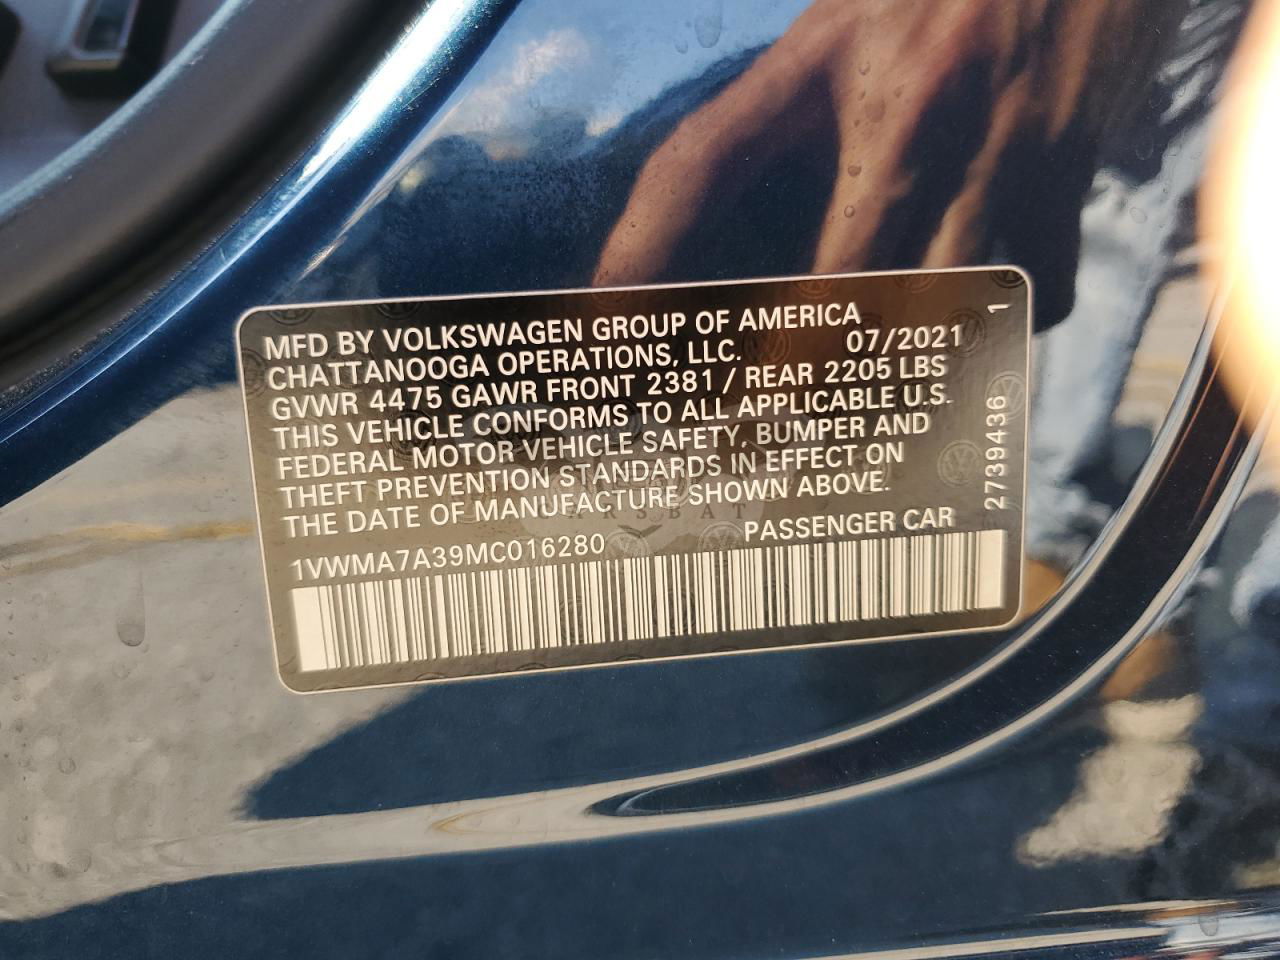 MFD BY VOLKSWAGEN GROUP OF AMERICA
CHATTANOOGA OPERATIONS, LLC. 07/2021 1
GVWR 4475 GAWR FRONT 2381 / REAR 2205 LBS
THIS VEHICLE CONFORMS TO ALL APPLICABLE U.S.
FEDERAL MOTOR VEHICLE SAFETY, BUMPER AND
THEFT PREVENTION STANDARDS IN EFFECT ON
THE DATE OF MANUFACTURE SHOWN ABOVE.
2739436
CARSBAT
1VWMA7A39MC016280 PASSENGER CAR